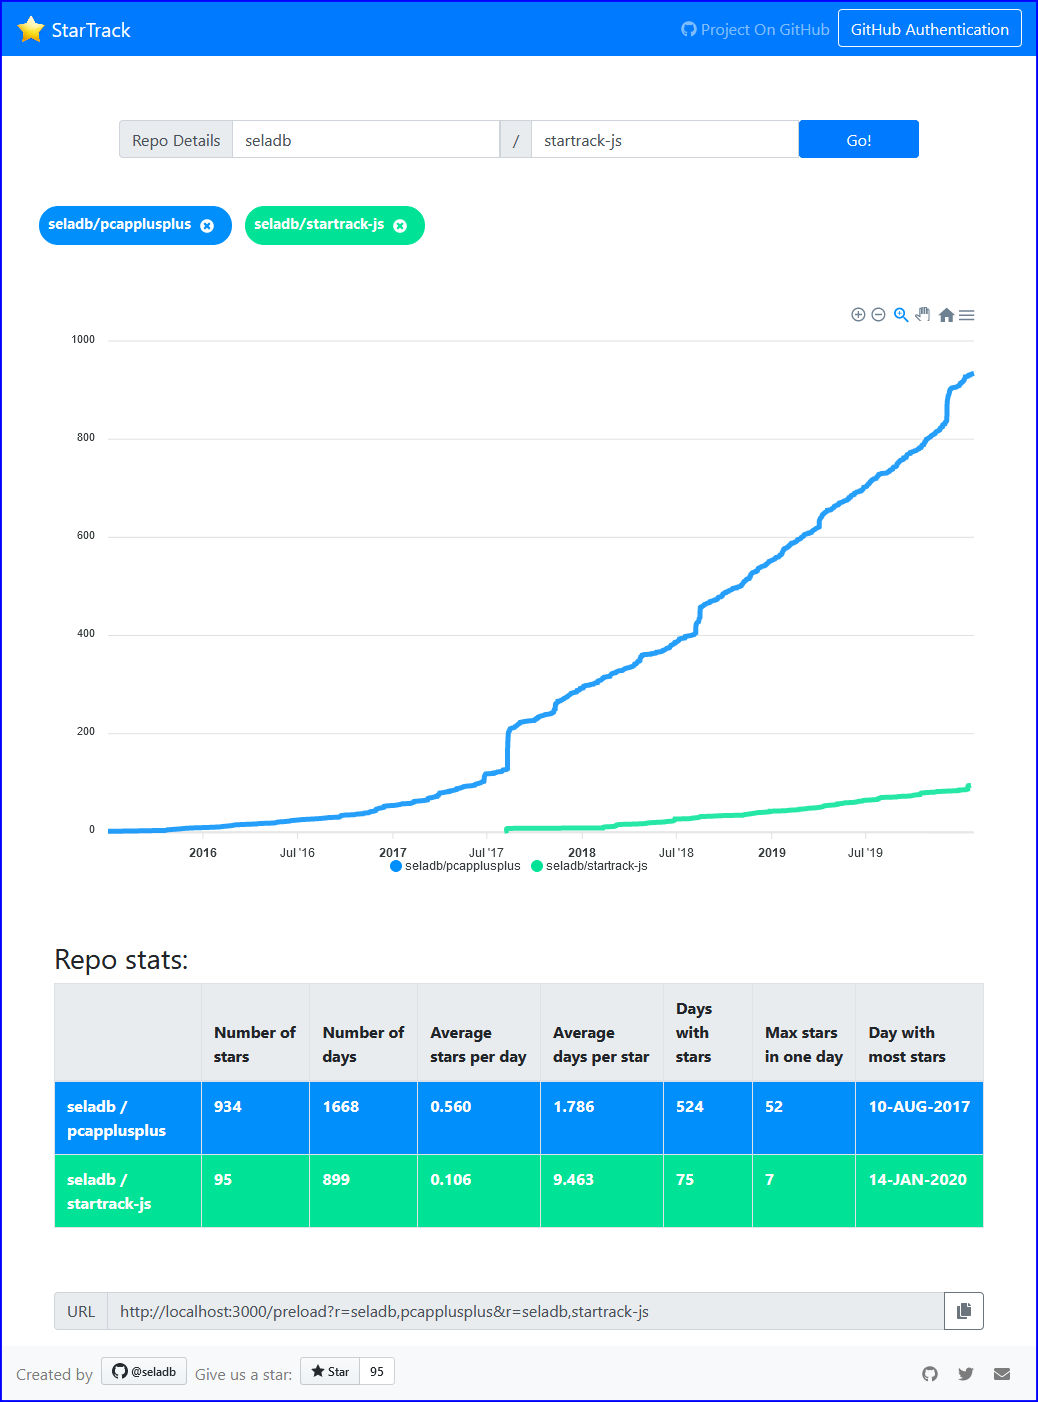 StarTrack
Project On GitHub
GitHub Authentication
Repo Details
seladb
/
startrack-js
Go!
seladb/pcapplusplus
seladb/startrack-js
1000
800
600
400
200
0
2016
Jul '16
2017
Jul '17
2018
Jul '18
2019
Jul '19
seladb/pcapplusplus
seladb/startrack-js
Repo stats:
Number of
stars
Number of
days
Average
stars per day
Average
days per star
Days
with
stars
Max stars
in one day
Day with
most stars
seladb /
pcapplusplus
934
1668
0.560
1.786
524
52
10-AUG-2017
seladb /
startrack-js
95
899
0.106
9.463
75
7
14-JAN-2020
URL
http://localhost:3000/preload?r=seladb,pcapplusplus&r=seladb,startrack-js
Created by
@seladb
Give us a star:
Star
95